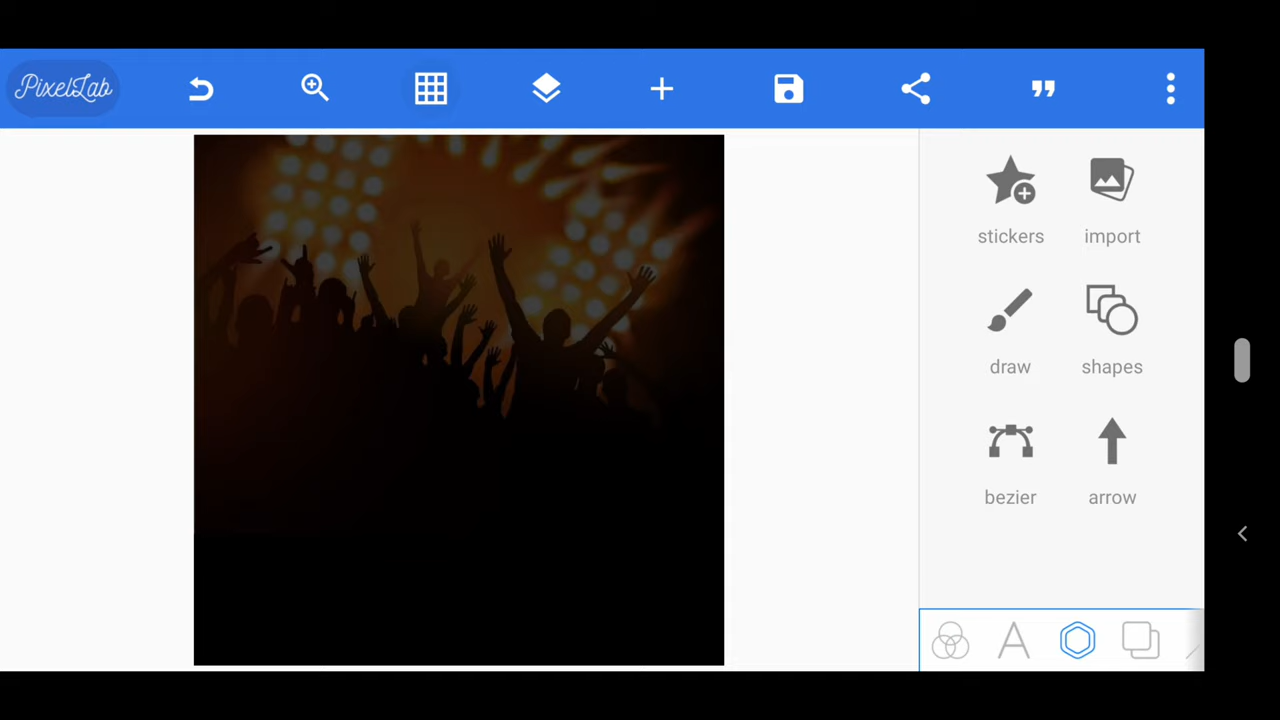 PixelLab
stickers
import
draw
shapes
bezier
arrow